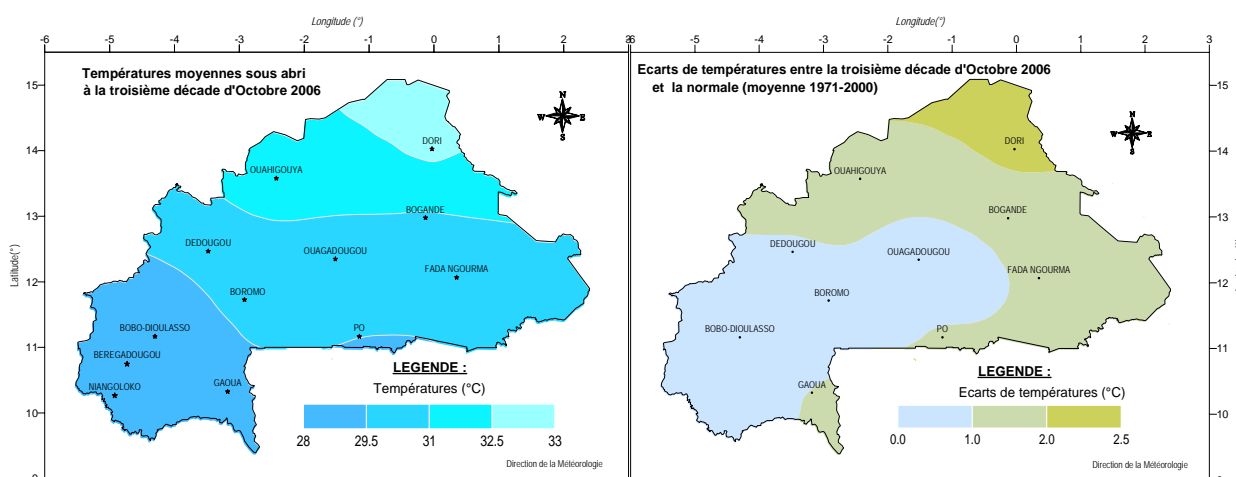 Longitude (°)
-6 -5 -4 -3 -2 -1 0 1 2 3
Températures moyennes sous abri
à la troisième décade d'Octobre 2006
N
W E
S
15
14
13
12
11
10
Latitude(°)
DORI
OUAHIGOUYA
BOGANDE
DEDOUGOU
OUAGADOUGOU
FADA NGOURMA
BOROMO
BOBO-DIOULASSO
PO
BEREGADOUGOU
NIANGOLOKO
GAOUA
LEGENDE :
Températures (°C)
28 29.5 31 32.5 33
Direction de la Météorologie
Longitude(°)
-6 -5 -4 -3 -2 -1 0 1 2 3
Ecarts de températures entre la troisième décade d'Octobre 2006
et la normale (moyenne 1971-2000)
N
W E
S
15
14
13
12
11
10
DORI
OUAHIGOUYA
BOGANDE
DEDOUGOU
OUAGADOUGOU
FADA NGOURMA
BOROMO
BOBO-DIOULASSO
PO
GAOUA
LEGENDE :
Ecarts de températures (°C)
0.0 1.0 2.0 2.5
Direction de la Météorologie